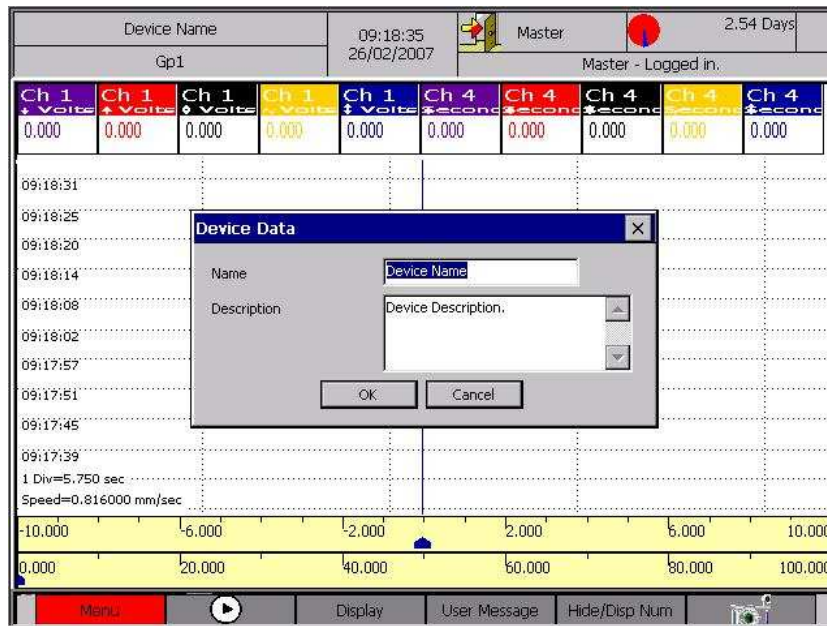 Device Name
Gp1
09:18:35
26/02/2007
Master
2.54 Days
Master - Logged in.
Ch 1 Ch 1 Ch 1 Ch 1 Ch 1 Ch 4 Ch 4 Ch 4 Ch 4 Ch 4
Volts Volts Volts Volts Volts Second Second Second Second Second
0.000 0.000 0.000 0.000 0.000 0.000 0.000 0.000 0.000 0.000
09:18:31
09:18:25
09:18:20
09:18:14
09:18:08
09:18:02
09:17:57
09:17:51
09:17:45
09:17:39
1 Div=5.750 sec
Speed=0.816000 mm/sec
Device Data
Name
Device Name
Description
Device Description.
OK Cancel
-10.000 -6.000 -2.000 2.000 6.000 10.000
0.000 20.000 40.000 60.000 80.000 100.000
Menu Display User Message Hide/Disp Num